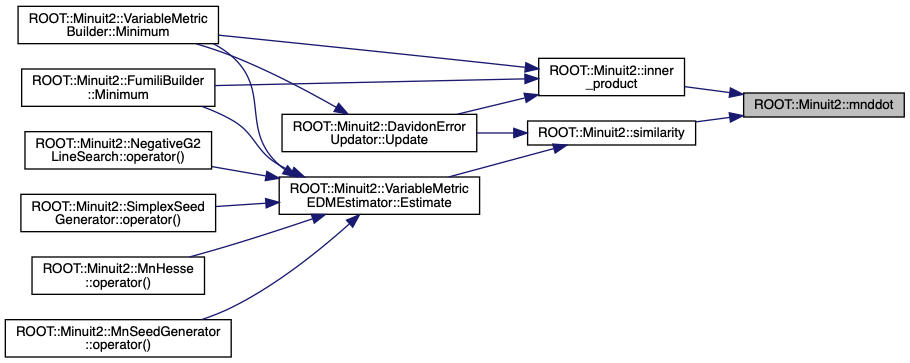 ROOT::Minuit2::VariableMetric
Builder::Minimum
ROOT::Minuit2::FumiliBuilder
::Minimum
ROOT::Minuit2::NegativeG2
LineSearch::operator()
ROOT::Minuit2::SimplexSeed
Generator::operator()
ROOT::Minuit2::MnHesse
::operator()
ROOT::Minuit2::MnSeedGenerator
::operator()
ROOT::Minuit2::DavidonError
Updator::Update
ROOT::Minuit2::VariableMetric
EDMEstimator::Estimate
ROOT::Minuit2::inner
_product
ROOT::Minuit2::similarity
ROOT::Minuit2::mnddot